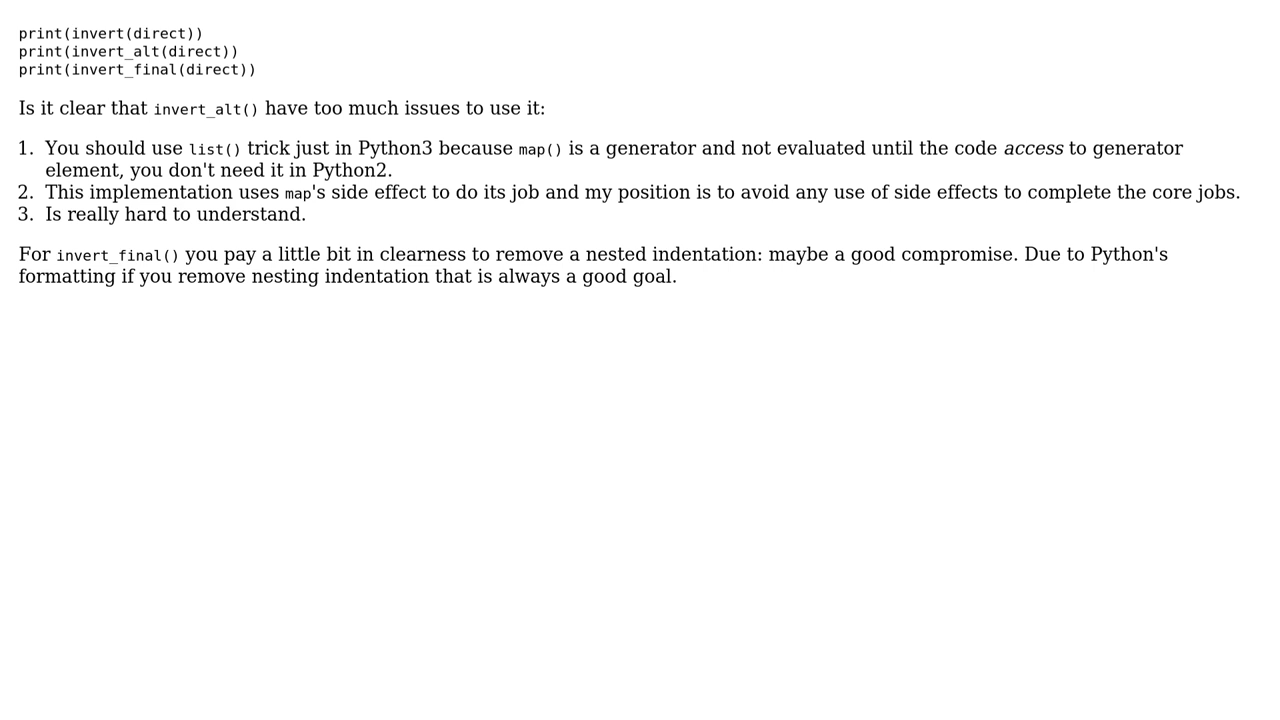 print(invert(direct))
print(invert_alt(direct))
print(invert_final(direct))
Is it clear that invert_alt() have too much issues to use it:
1. You should use list() trick just in Python3 because map() is a generator and not evaluated until the code access to generator
element, you don't need it in Python2.
2. This implementation uses map's side effect to do its job and my position is to avoid any use of side effects to complete the core jobs.
3. Is really hard to understand.
For invert_final() you pay a little bit in clearness to remove a nested indentation: maybe a good compromise. Due to Python's
formatting if you remove nesting indentation that is always a good goal.